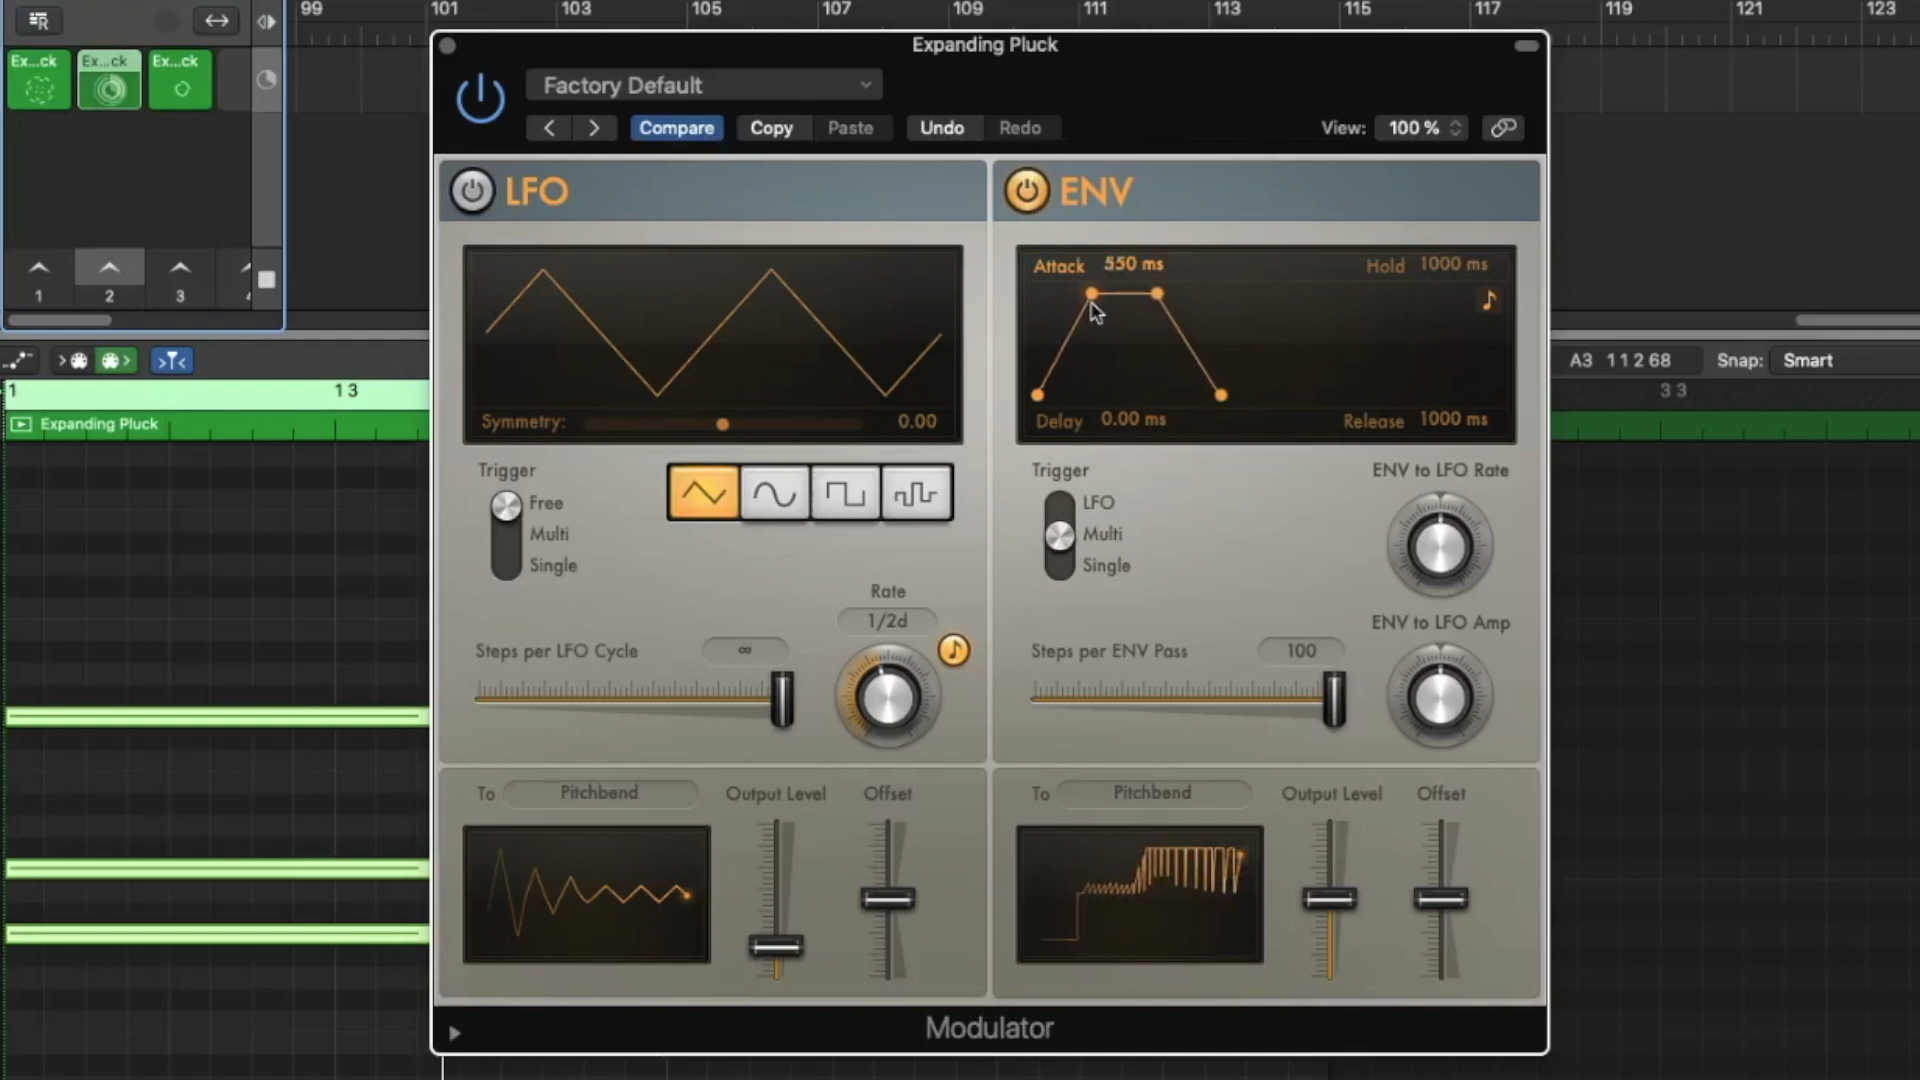 99 101 103 105 107 109 111 113 115 117 119 121 123
Expanding Pluck
Ex...ck Ex...ck Ex...ck
Factory Default
Compare Copy Paste Undo Redo View: 100 %
LFO ENV
Attack 550 ms Hold 1000 ms
1 2 3
Symmetry: 0.00 Delay 0.00 ms Release 1000 ms
A3 1 1 2 68 Snap: Smart
1 1 3 3 3
Expanding Pluck
Trigger Trigger ENV to LFO Rate
Free LFO
Multi Multi
Single Single
Rate
1/2d ENV to LFO Amp
Steps per LFO Cycle ∞ Steps per ENV Pass 100
To Pitchbend Output Level Offset To Pitchbend Output Level Offset
Modulator